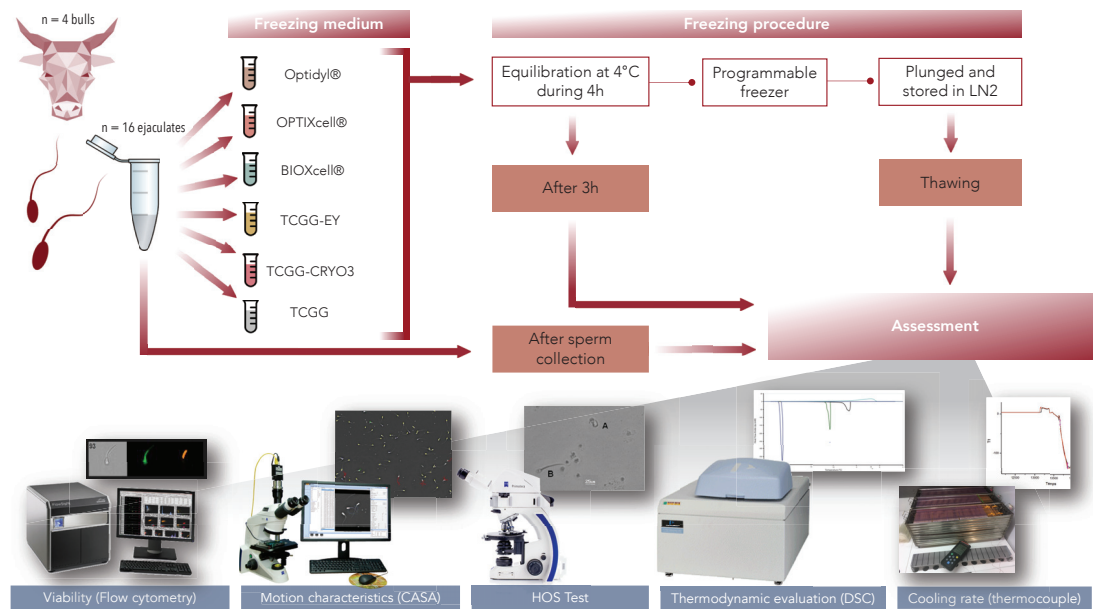 n = 4 bulls
Freezing medium
Freezing procedure
Optidyl®
OPTIXcell®
BIOXcell®
TCGG-EY
TCGG-CRYO3
TCGG
n = 16 ejaculates
Equilibration at 4°C
during 4h
Programmable
freezer
Plunged and
stored in LN2
After 3h
Thawing
After sperm
collection
Assessment
A
B
Temps
Viability (Flow cytometry)
Motion characteristics (CASA)
HOS Test
Thermodynamic evaluation (DSC)
Cooling rate (thermocouple)